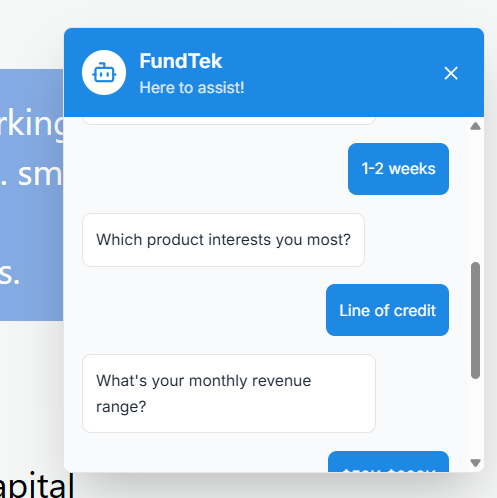 FundTek
Here to assist!
rking
. sm
s.
1-2 weeks
Which product interests you most?
Line of credit
What's your monthly revenue
range?
apital